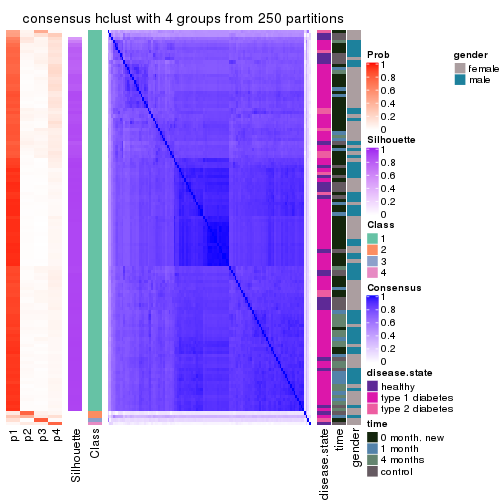 consensus hclust with 4 groups from 250 partitions
Prob
1
0.8
0.6
0.4
0.2
0
gender
female
male
Silhouette
1
0.8
0.6
0.4
0.2
0
Class
1
2
3
4
Consensus
1
0.8
0.6
0.4
0.2
0
disease.state
healthy
type 1 diabetes
type 2 diabetes
time
0 month. new
1 month
4 months
control
p1
p2
p3
p4
Silhouette
Class
disease.state
time
gender